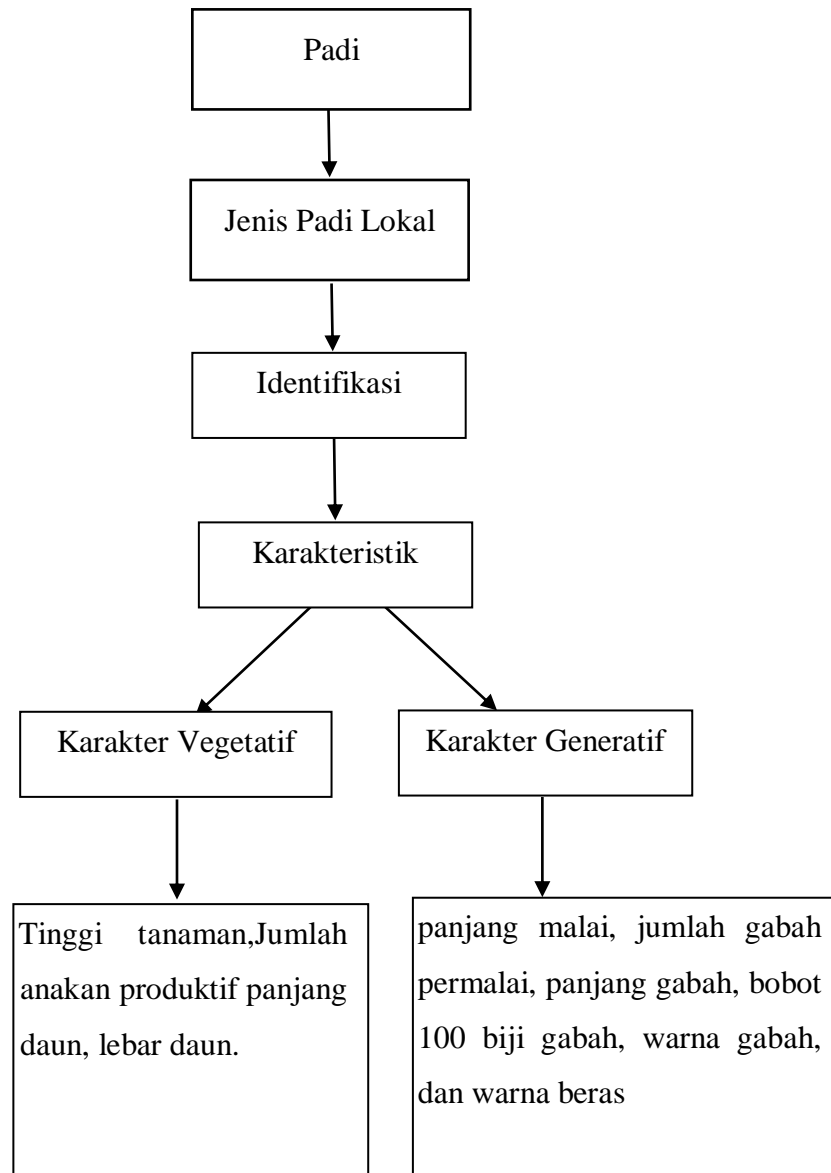 Padi
Jenis Padi Lokal
Identifikasi
Karakteristik
Karakter Vegetatif
Karakter Generatif
Tinggi tanaman,Jumlah
anakan produktif panjang
daun, lebar daun.
panjang malai, jumlah gabah
permalai, panjang gabah, bobot
100 biji gabah, warna gabah,
dan warna beras